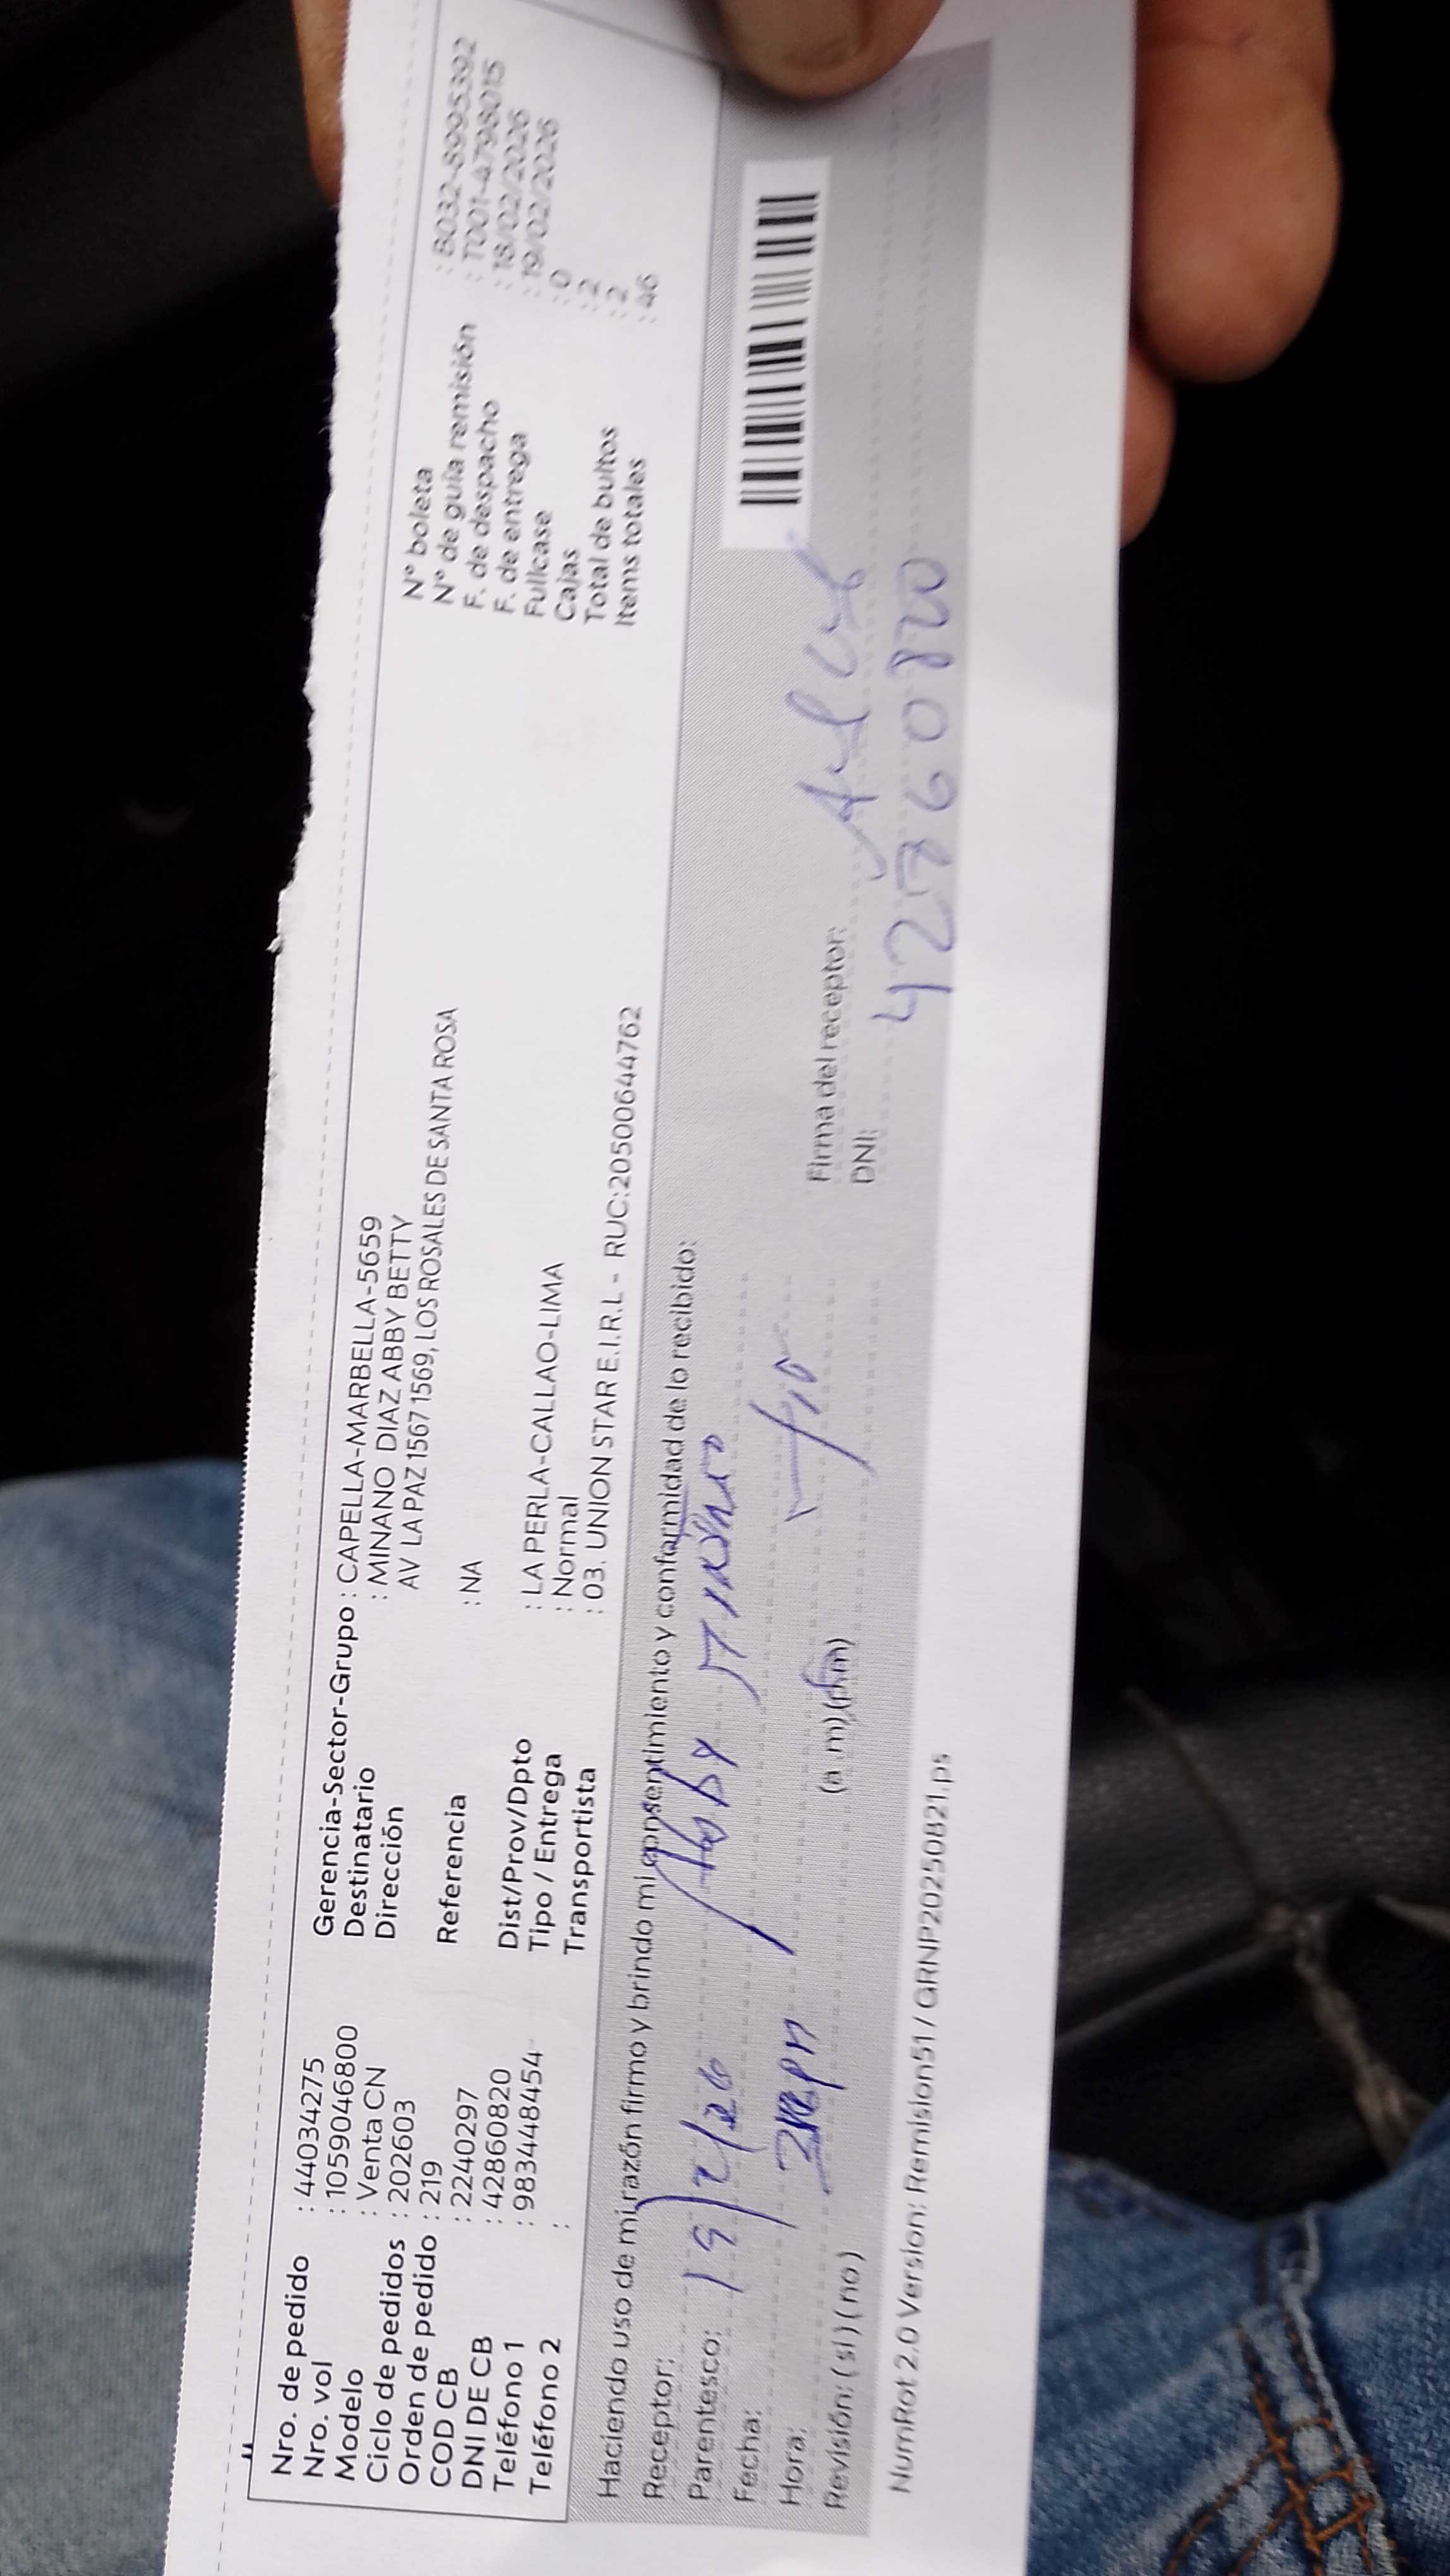 Nro. de pedido : 44034275
Nro. vol : 1059046800
Modelo : Venta CN
Ciclo de pedidos : 202603
Orden de pedido : 219
COD CB : 2240297
DNI DE CB : 42860820
Teléfono 1 : 983448454
Teléfono 2 :
Gerencia-Sector-Grupo : CAPELLA-MARBELLA-5659
Destinatario : MINANO DIAZ ABBY BETTY
Dirección AV LA PAZ 1567 1569, LOS ROSALES DE SANTA ROSA
Referencia : NA
Dist/Prov/Dpto : LA PERLA-CALLAO-LIMA
Tipo / Entrega : Normal
Transportista : 03. UNION STAR E.I.R.L - RUC:20500644762
N° boleta : B032-8995392
N° de guía remisión : T001-4798015
F. de despacho : 18/02/2026
F. de entrega : 19/02/2026
Fullcase : 0
Cajas : 2
Total de bultos : 2
Items totales : 46
Haciendo uso de mi razón firmo y brindo mi consentimiento y conformidad de lo recibido:
Receptor: Abby
Parentesco:
Fecha: 19/2/26
Hora: (a m) (pm)
Revisión: (si) (no)
Firma del receptor:
DNI: 42860820
NumRot 2.0 Version: Remision51 / GRNP20250821.ps